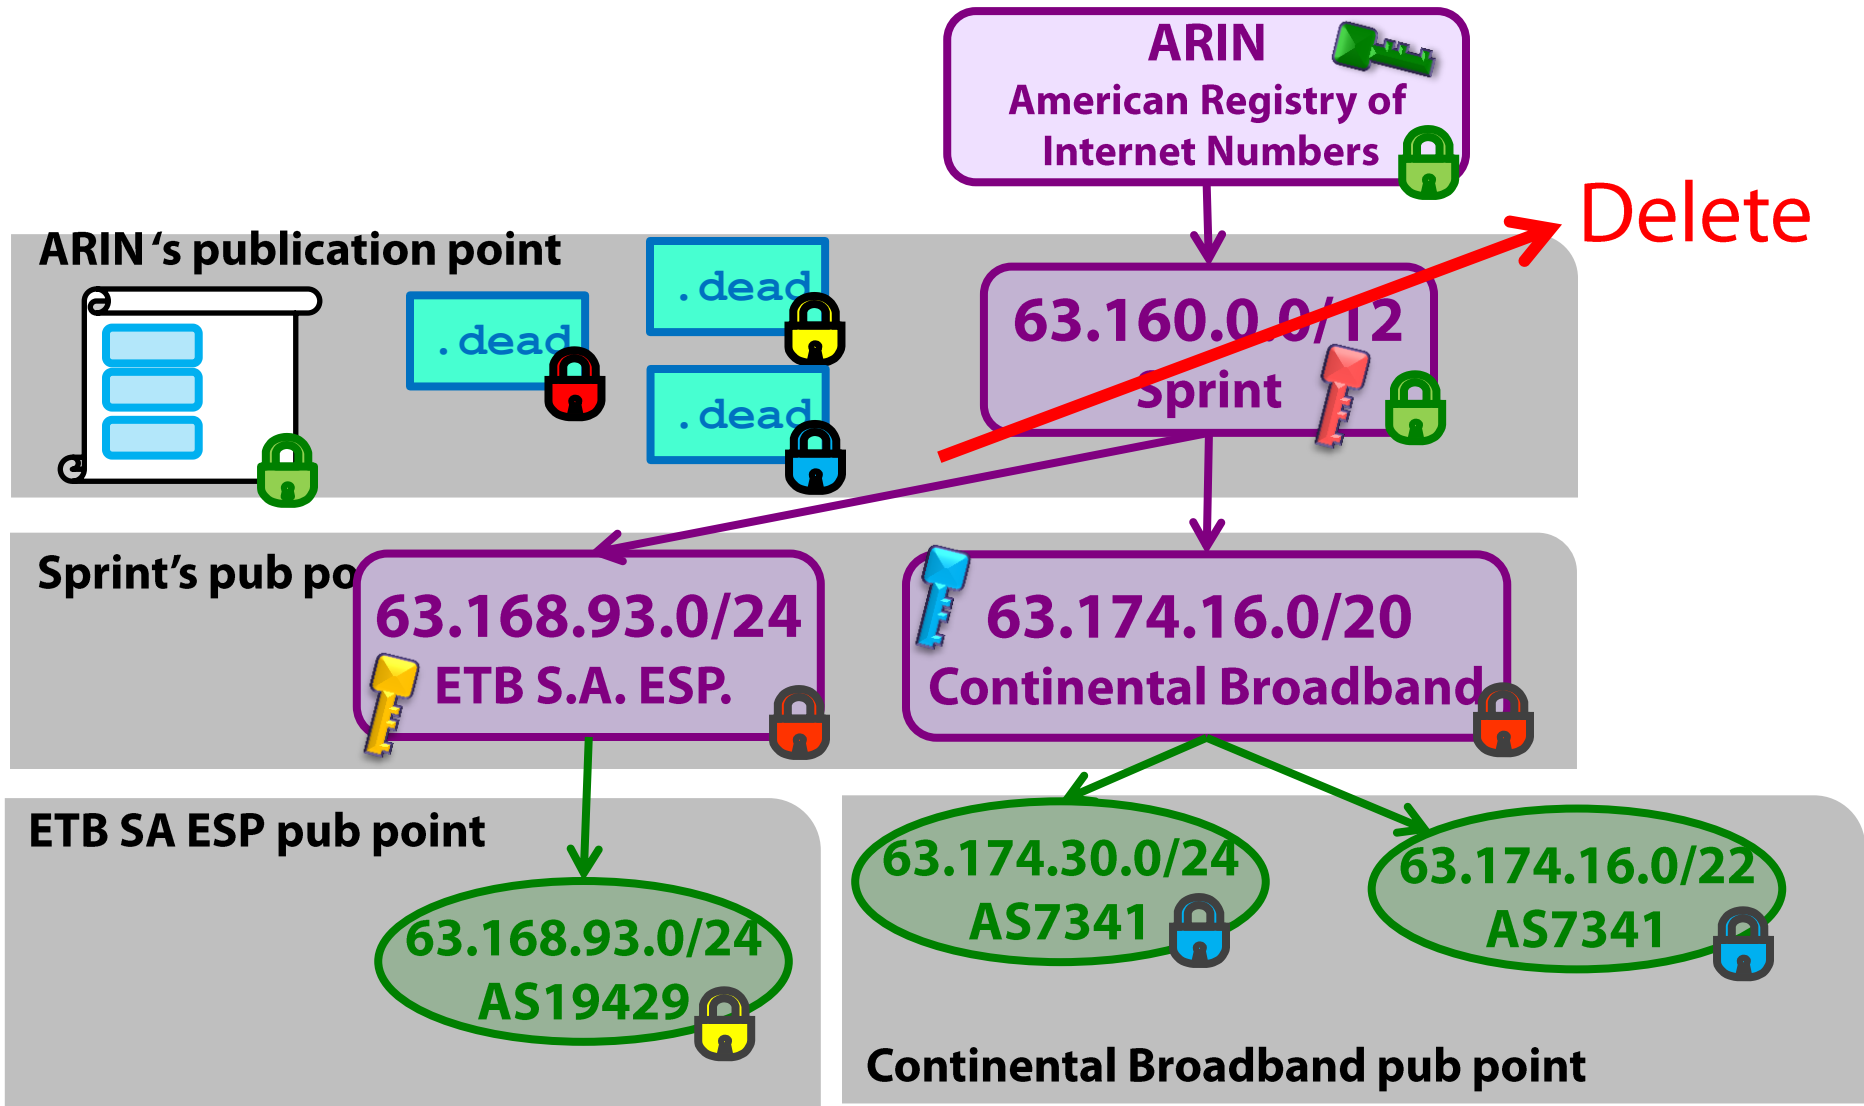 ARIN
American Registry of
Internet Numbers
Delete
ARIN ‘s publication point
.dead
.dead
.dead
63.160.0.0/12
Sprint
Sprint’s pub po
63.168.93.0/24
ETB S.A. ESP.
63.174.16.0/20
Continental Broadband
ETB SA ESP pub point
63.168.93.0/24
AS19429
63.174.30.0/24
AS7341
63.174.16.0/22
AS7341
Continental Broadband pub point